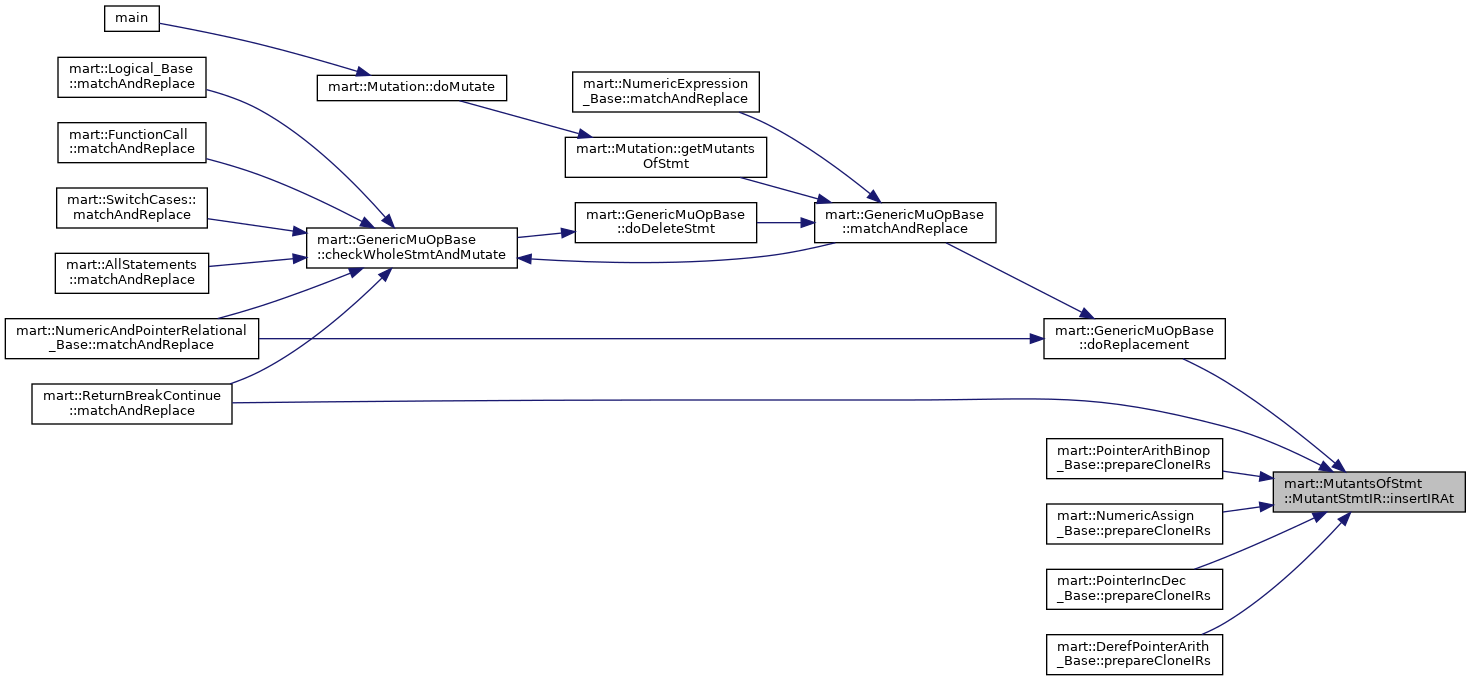 main
mart::Logical_Base
::matchAndReplace
mart::FunctionCall
::matchAndReplace
mart::SwitchCases::
matchAndReplace
mart::AllStatements
::matchAndReplace
mart::NumericAndPointerRelational
_Base::matchAndReplace
mart::ReturnBreakContinue
::matchAndReplace
mart::Mutation::doMutate
mart::GenericMuOpBase
::checkWholeStmtAndMutate
mart::NumericExpression
_Base::matchAndReplace
mart::Mutation::getMutants
OfStmt
mart::GenericMuOpBase
::doDeleteStmt
mart::GenericMuOpBase
::matchAndReplace
mart::GenericMuOpBase
::doReplacement
mart::PointerArithBinop
_Base::prepareCloneIRs
mart::NumericAssign
_Base::prepareCloneIRs
mart::PointerIncDec
_Base::prepareCloneIRs
mart::DerefPointerArith
_Base::prepareCloneIRs
mart::MutantsOfStmt
::MutantStmtIR::insertIRAt